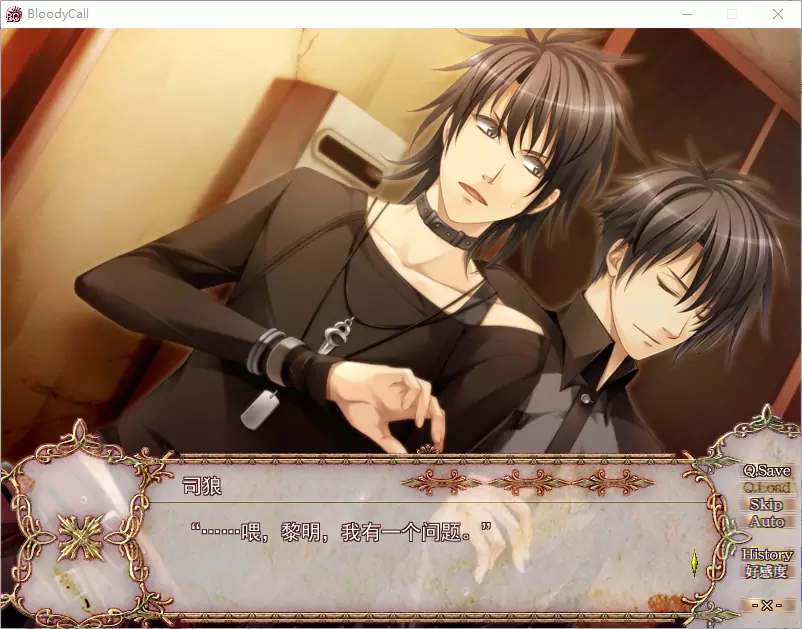 BloodyCall
司狼
“……喂，黎明，我有一个问题。”
Q.Save
Q.Load
Skip
Auto
History
好感度
-×-